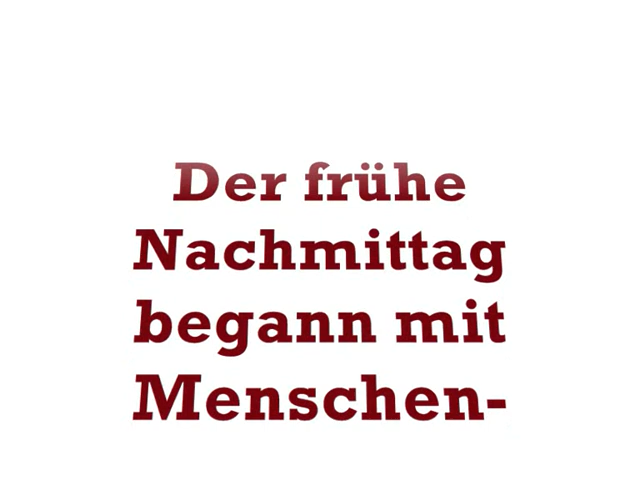 Der frühe
Nachmittag
begann mit
Menschen-